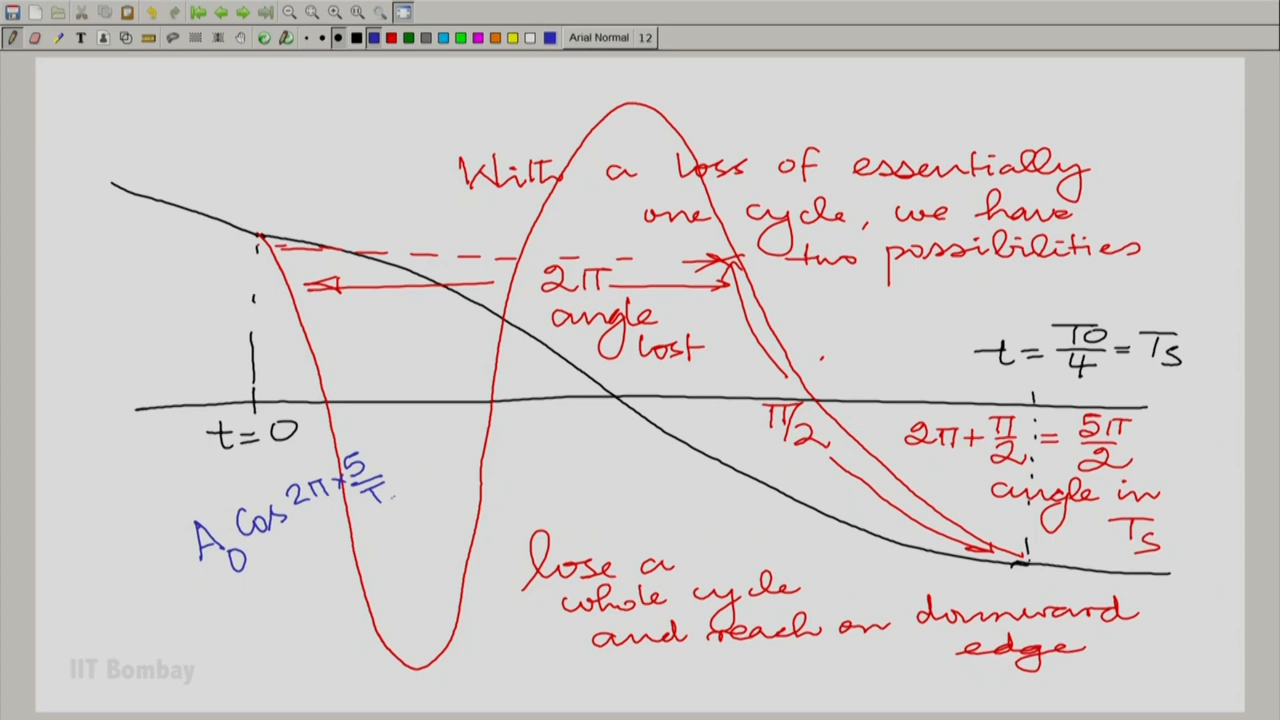 Arial Normal 12
With a loss of essentially
one cycle, we have
two possibilities
2π
angle
lost
t = T0/4 = TS
t = 0
π/2
2π + π/2 = 5π/2
angle in
TS
A0 cos 2π × 5/T
lose a
whole cycle
and reach on downward
edge
IIT Bombay